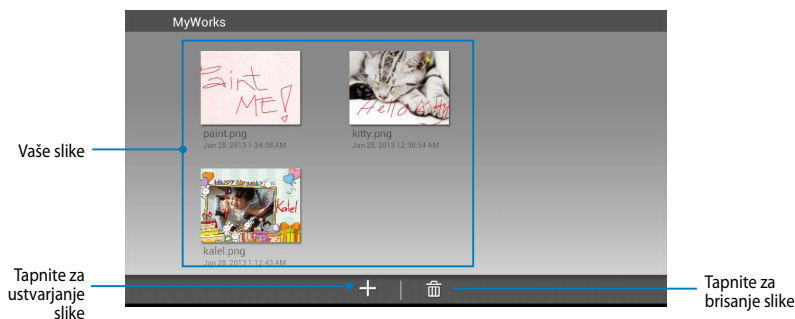 MyWorks
Paint
ME!
Hello Kitty
paint.png
kitty.png
Jan 28, 2013 1:34:08 AM
Jan 28, 2013 12:36:54 AM
Vaše slike
HAPPY BIRTHDAY
Kalel
kalel.png
Jan 28, 2013 1:12:43 AM
Tapnite za
ustvarjanje
slike
Tapnite za
brisanje slike